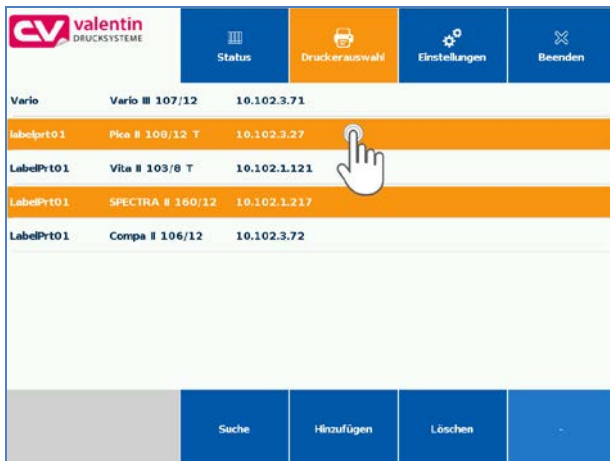 CV valentin
DRUCKSYSTEME
Status Druckerauswahl Einstellungen Beenden
Vario Vario III 107/12 10.102.3.71
labelprt01 Pica II 108/12 T 10.102.3.27
LabelPrt01 Vita II 103/8 T 10.102.1.121
LabelPrt01 SPECTRA II 160/12 10.102.1.217
LabelPrt01 Compa II 106/12 10.102.3.72
Suche Hinzufügen Löschen -